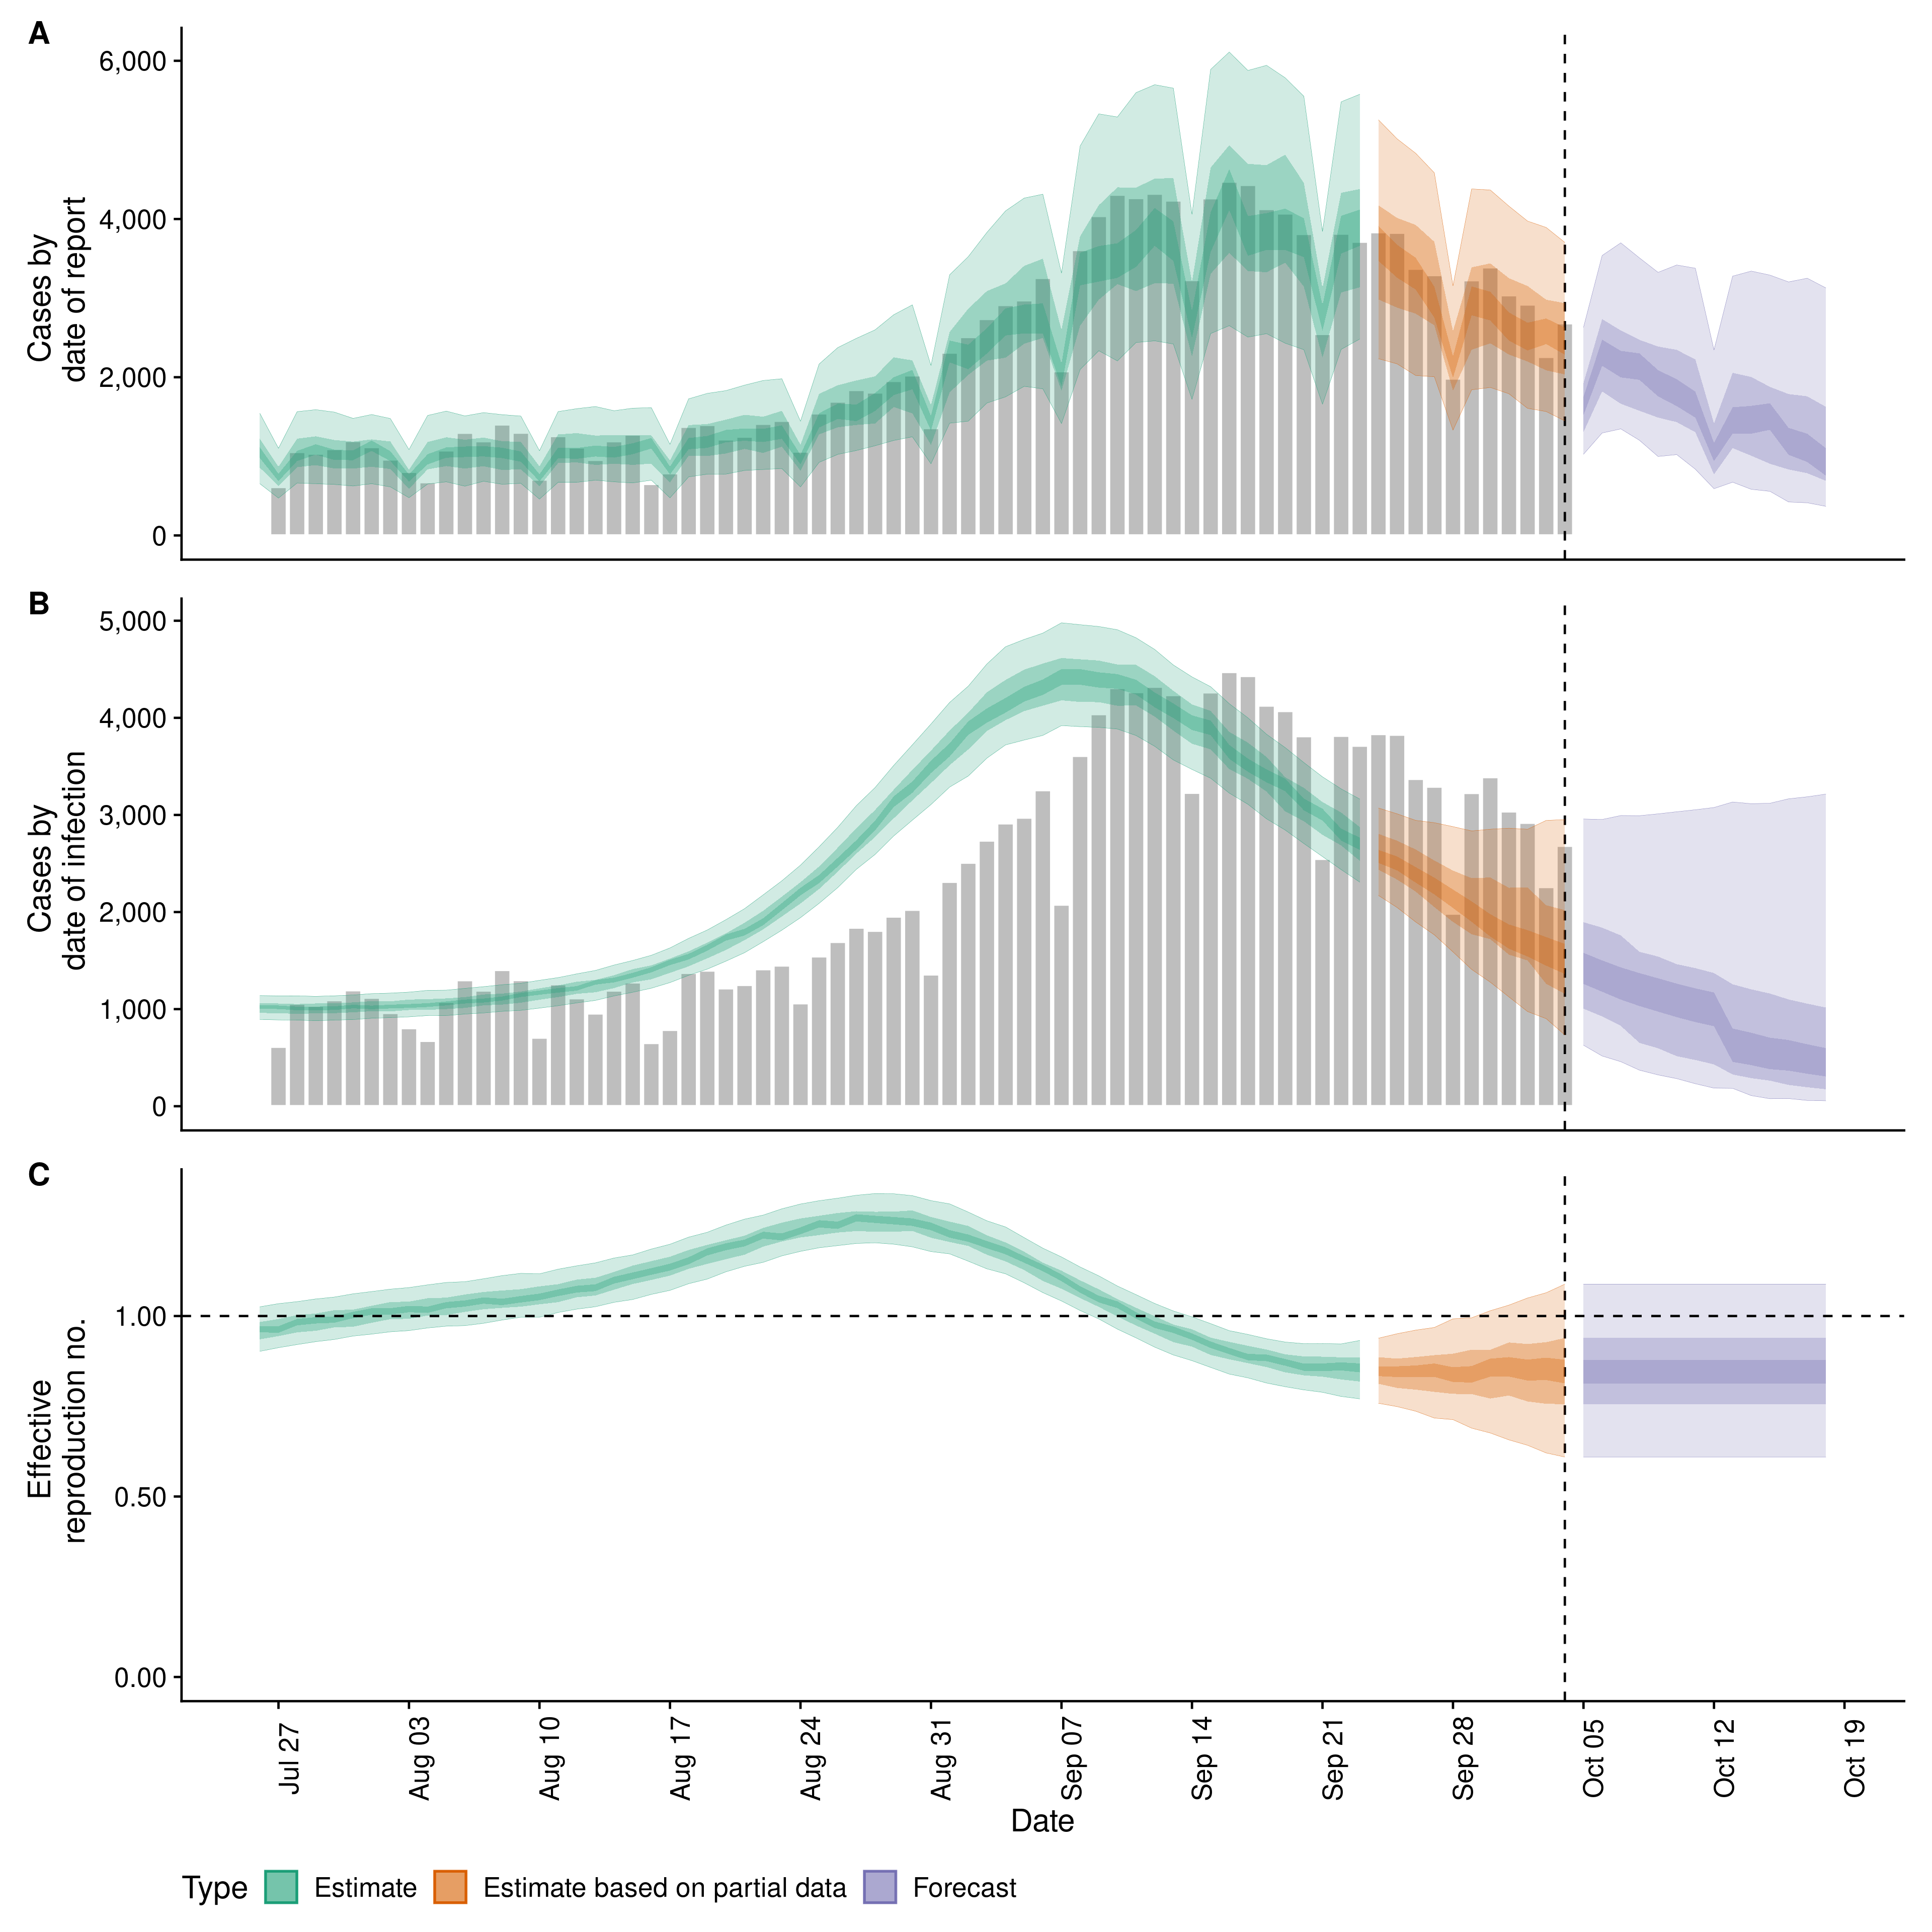 A
6,000
4,000
2,000
0
Cases by
date of report
B
5,000
4,000
3,000
2,000
1,000
0
Cases by
date of infection
C
1.00
0.50
0.00
Effective
reproduction no.
Jul 27
Aug 03
Aug 10
Aug 17
Aug 24
Aug 31
Sep 07
Sep 14
Sep 21
Sep 28
Oct 05
Oct 12
Oct 19
Date
Type Estimate Estimate based on partial data Forecast